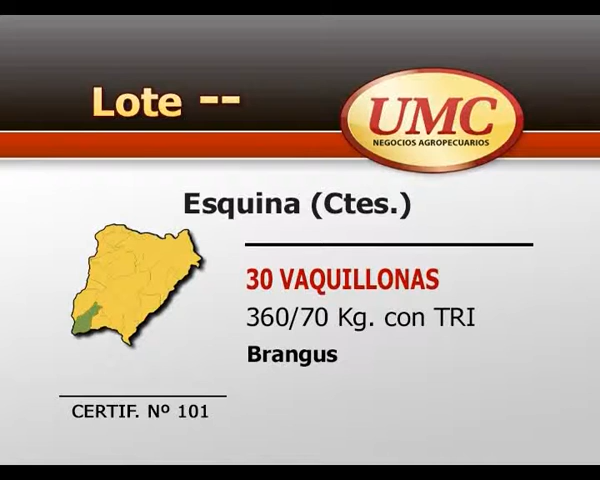 Lote --
UMC
NEGOCIOS AGROPECUARIOS
Esquina (Ctes.)
30 VAQUILLONAS
360/70 Kg. con TRI
Brangus
CERTIF. Nº 101